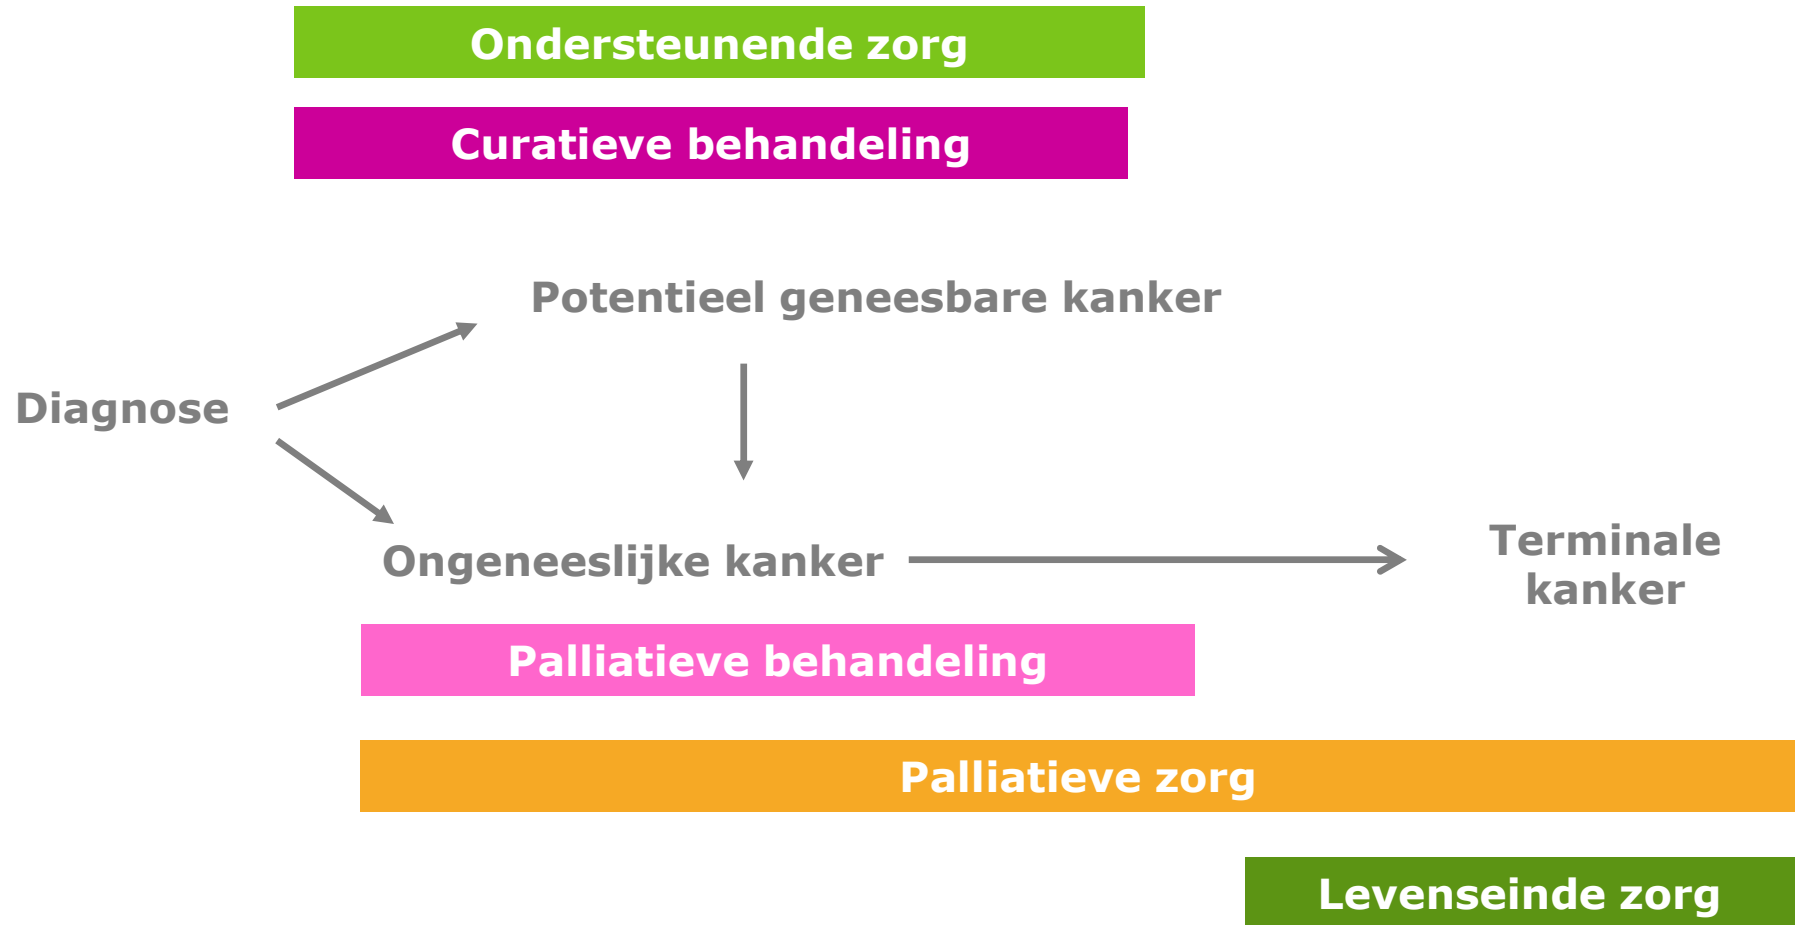 Ondersteunende zorg
Curatieve behandeling
Potentieel geneesbare kanker
Diagnose
Ongeneeslijke kanker
Terminale
kanker
Palliatieve behandeling
Palliatieve zorg
Levenseinde zorg